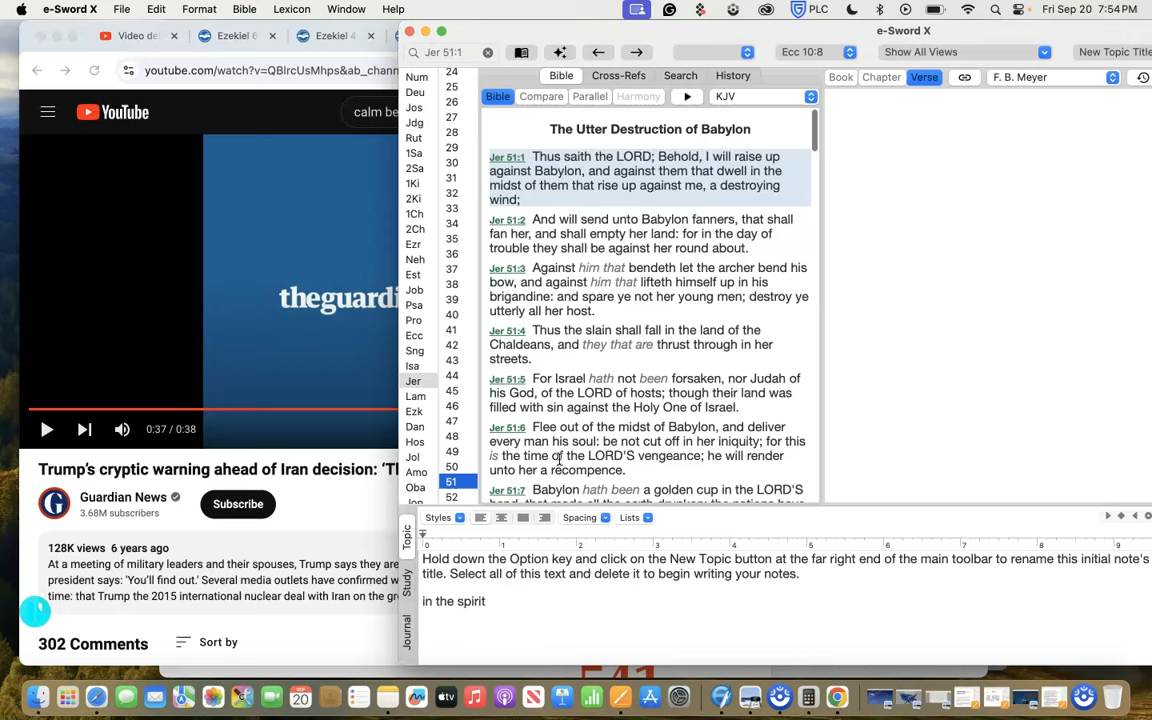 e-Sword X File Edit Format Bible Lexicon Window Help PLC Fri Sep 20 7:54 PM
Video de Ezekiel 6 Ezekiel 4
youtube.com/watch?v=QBlrcUsMhps&ab_chann
YouTube
calm be
theguardi
0:37 / 0:38
Trump's cryptic warning ahead of Iran decision: 'T
Guardian News
3.68M subscribers
Subscribe
128K views 6 years ago
At a meeting of military leaders and their spouses, Trump says they are
president says: 'You'll find out.' Several media outlets have confirmed w
time: that Trump the 2015 international nuclear deal with Iran on the gr
302 Comments
Sort by
e-Sword X
Jer 51:1
Ecc 10:8
Show All Views
New Topic Title
Bible Cross-Refs Search History
Book Chapter Verse F. B. Meyer
Bible Compare Parallel Harmony KJV
Num
Deu
Jos
Jdg
Rut
1Sa
2Sa
1Ki
2Ki
1Ch
2Ch
Ezr
Neh
Est
Job
Psa
Pro
Ecc
Sng
Isa
Jer
Lam
Ezk
Dan
Hos
Jol
Amo
Oba
Jon
24
25
26
27
28
29
30
31
32
33
34
35
36
37
38
39
40
41
42
43
44
45
46
47
48
49
50
51
52
The Utter Destruction of Babylon
Jer 51:1 Thus saith the LORD; Behold, I will raise up
against Babylon, and against them that dwell in the
midst of them that rise up against me, a destroying
wind;
Jer 51:2 And will send unto Babylon fanners, that shall
fan her, and shall empty her land: for in the day of
trouble they shall be against her round about.
Jer 51:3 Against him that bendeth let the archer bend his
bow, and against him that lifteth himself up in his
brigandine: and spare ye not her young men; destroy ye
utterly all her host.
Jer 51:4 Thus the slain shall fall in the land of the
Chaldeans, and they that are thrust through in her
streets.
Jer 51:5 For Israel hath not been forsaken, nor Judah of
his God, of the LORD of hosts; though their land was
filled with sin against the Holy One of Israel.
Jer 51:6 Flee out of the midst of Babylon, and deliver
every man his soul: be not cut off in her iniquity; for this
is the time of the LORD'S vengeance; he will render
unto her a recompence.
Jer 51:7 Babylon hath been a golden cup in the LORD'S
Styles Spacing Lists
0 1 2 3 4 5 6 7 8 9
Topic
Study
Journal
Hold down the Option key and click on the New Topic button at the far right end of the main toolbar to rename this initial note's
title. Select all of this text and delete it to begin writing your notes.
in the spirit